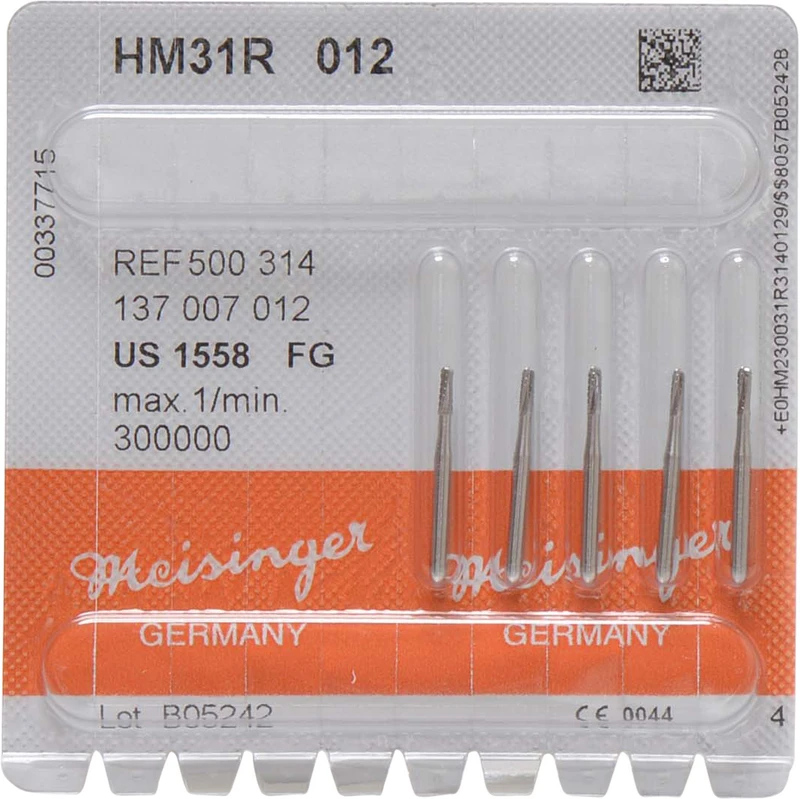 HM31R 012
00337715
+E0HM230031R3140129/$$8057B05242B
REF 500 314
137 007 012
US 1558 FG
max. 1/min.
300000
Meisinger Meisinger
GERMANY GERMANY
Lot B05242 CE 0044 4